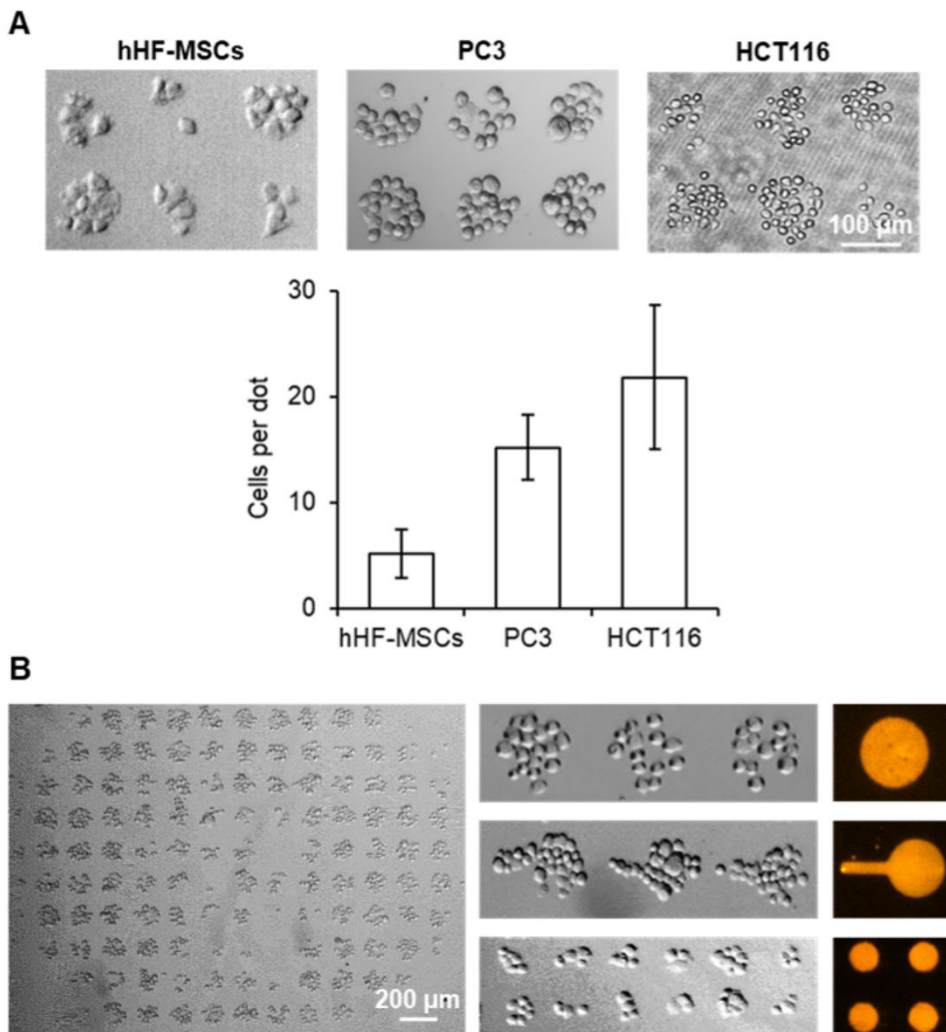 A
hHF-MSCs PC3 HCT116
100 µm
30
20
10
0
Cells per dot
hHF-MSCs PC3 HCT116
B
200 µm